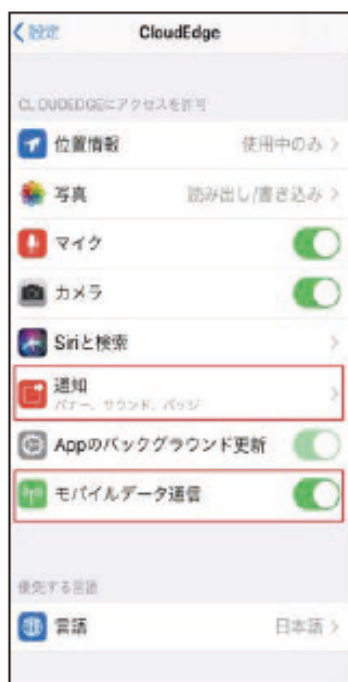 設定 CloudEdge
CLOUDEDGEにアクセスを許可
位置情報 使用中のみ
写真 読み出し/書き込み
マイク
カメラ
Siriと検索
通知
バナー、サウンド、バッジ
Appのバックグラウンド更新
モバイルデータ通信
優先する言語
言語 日本語